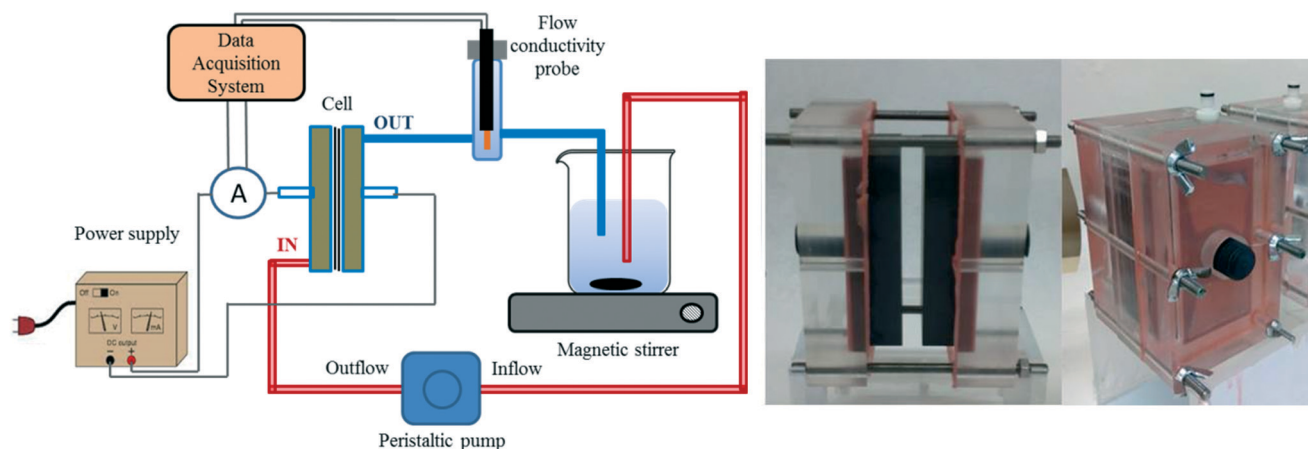 Data
Acquisition
System
Flow
conductivity
probe
Cell
OUT
A
IN
Power supply
Off
On
V
mA
DC output
− +
Outflow
Inflow
Peristaltic pump
Magnetic stirrer